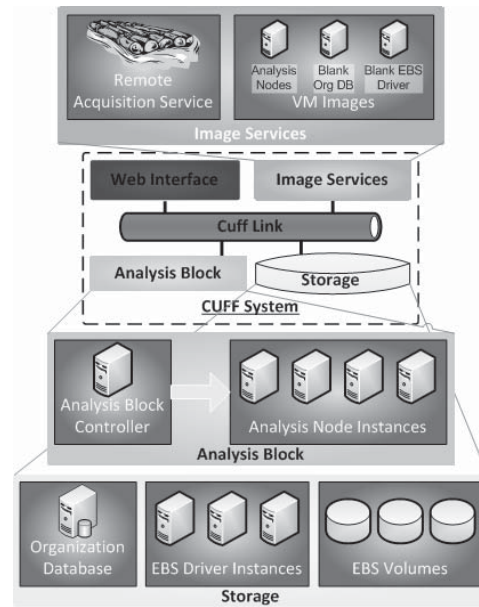 Remote
Acquisition Service
Analysis
Nodes
Blank
Org DB
Blank EBS
Driver
VM Images
Image Services
Web Interface
Image Services
Cuff Link
Analysis Block
Storage
CUFF System
Analysis Block
Controller
Analysis Node Instances
Analysis Block
Organization
Database
EBS Driver Instances
EBS Volumes
Storage